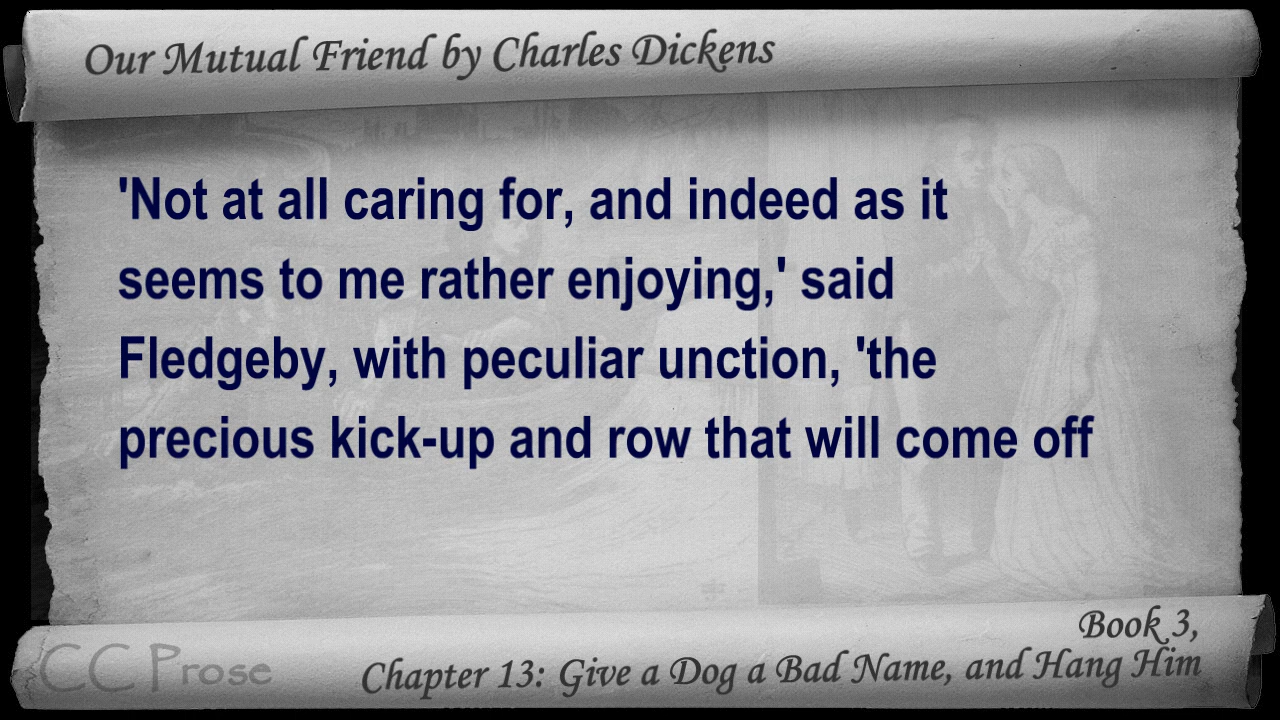 Our Mutual Friend by Charles Dickens
'Not at all caring for, and indeed as it
seems to me rather enjoying,' said
Fledgeby, with peculiar unction, 'the
precious kick-up and row that will come off
Book 3,
Chapter 13: Give a Dog a Bad Name, and Hang Him
CC Prose